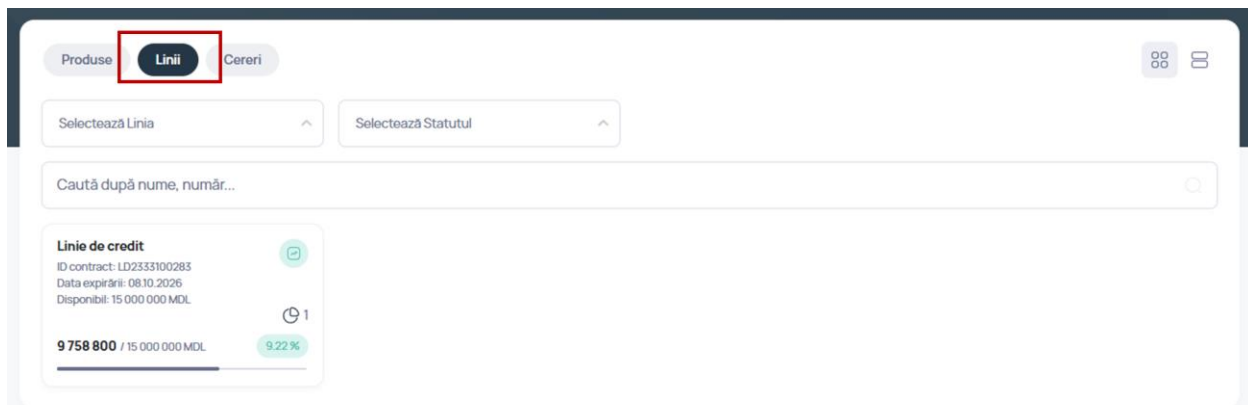 Produse Linii Cereri
Selectează Linia Selectează Statutul
Caută după nume, număr...
Linie de credit
ID contract: LD2333100283
Data expirării: 08.10.2026
Disponibil: 15 000 000 MDL
1
9 758 800 / 15 000 000 MDL 9.22 %